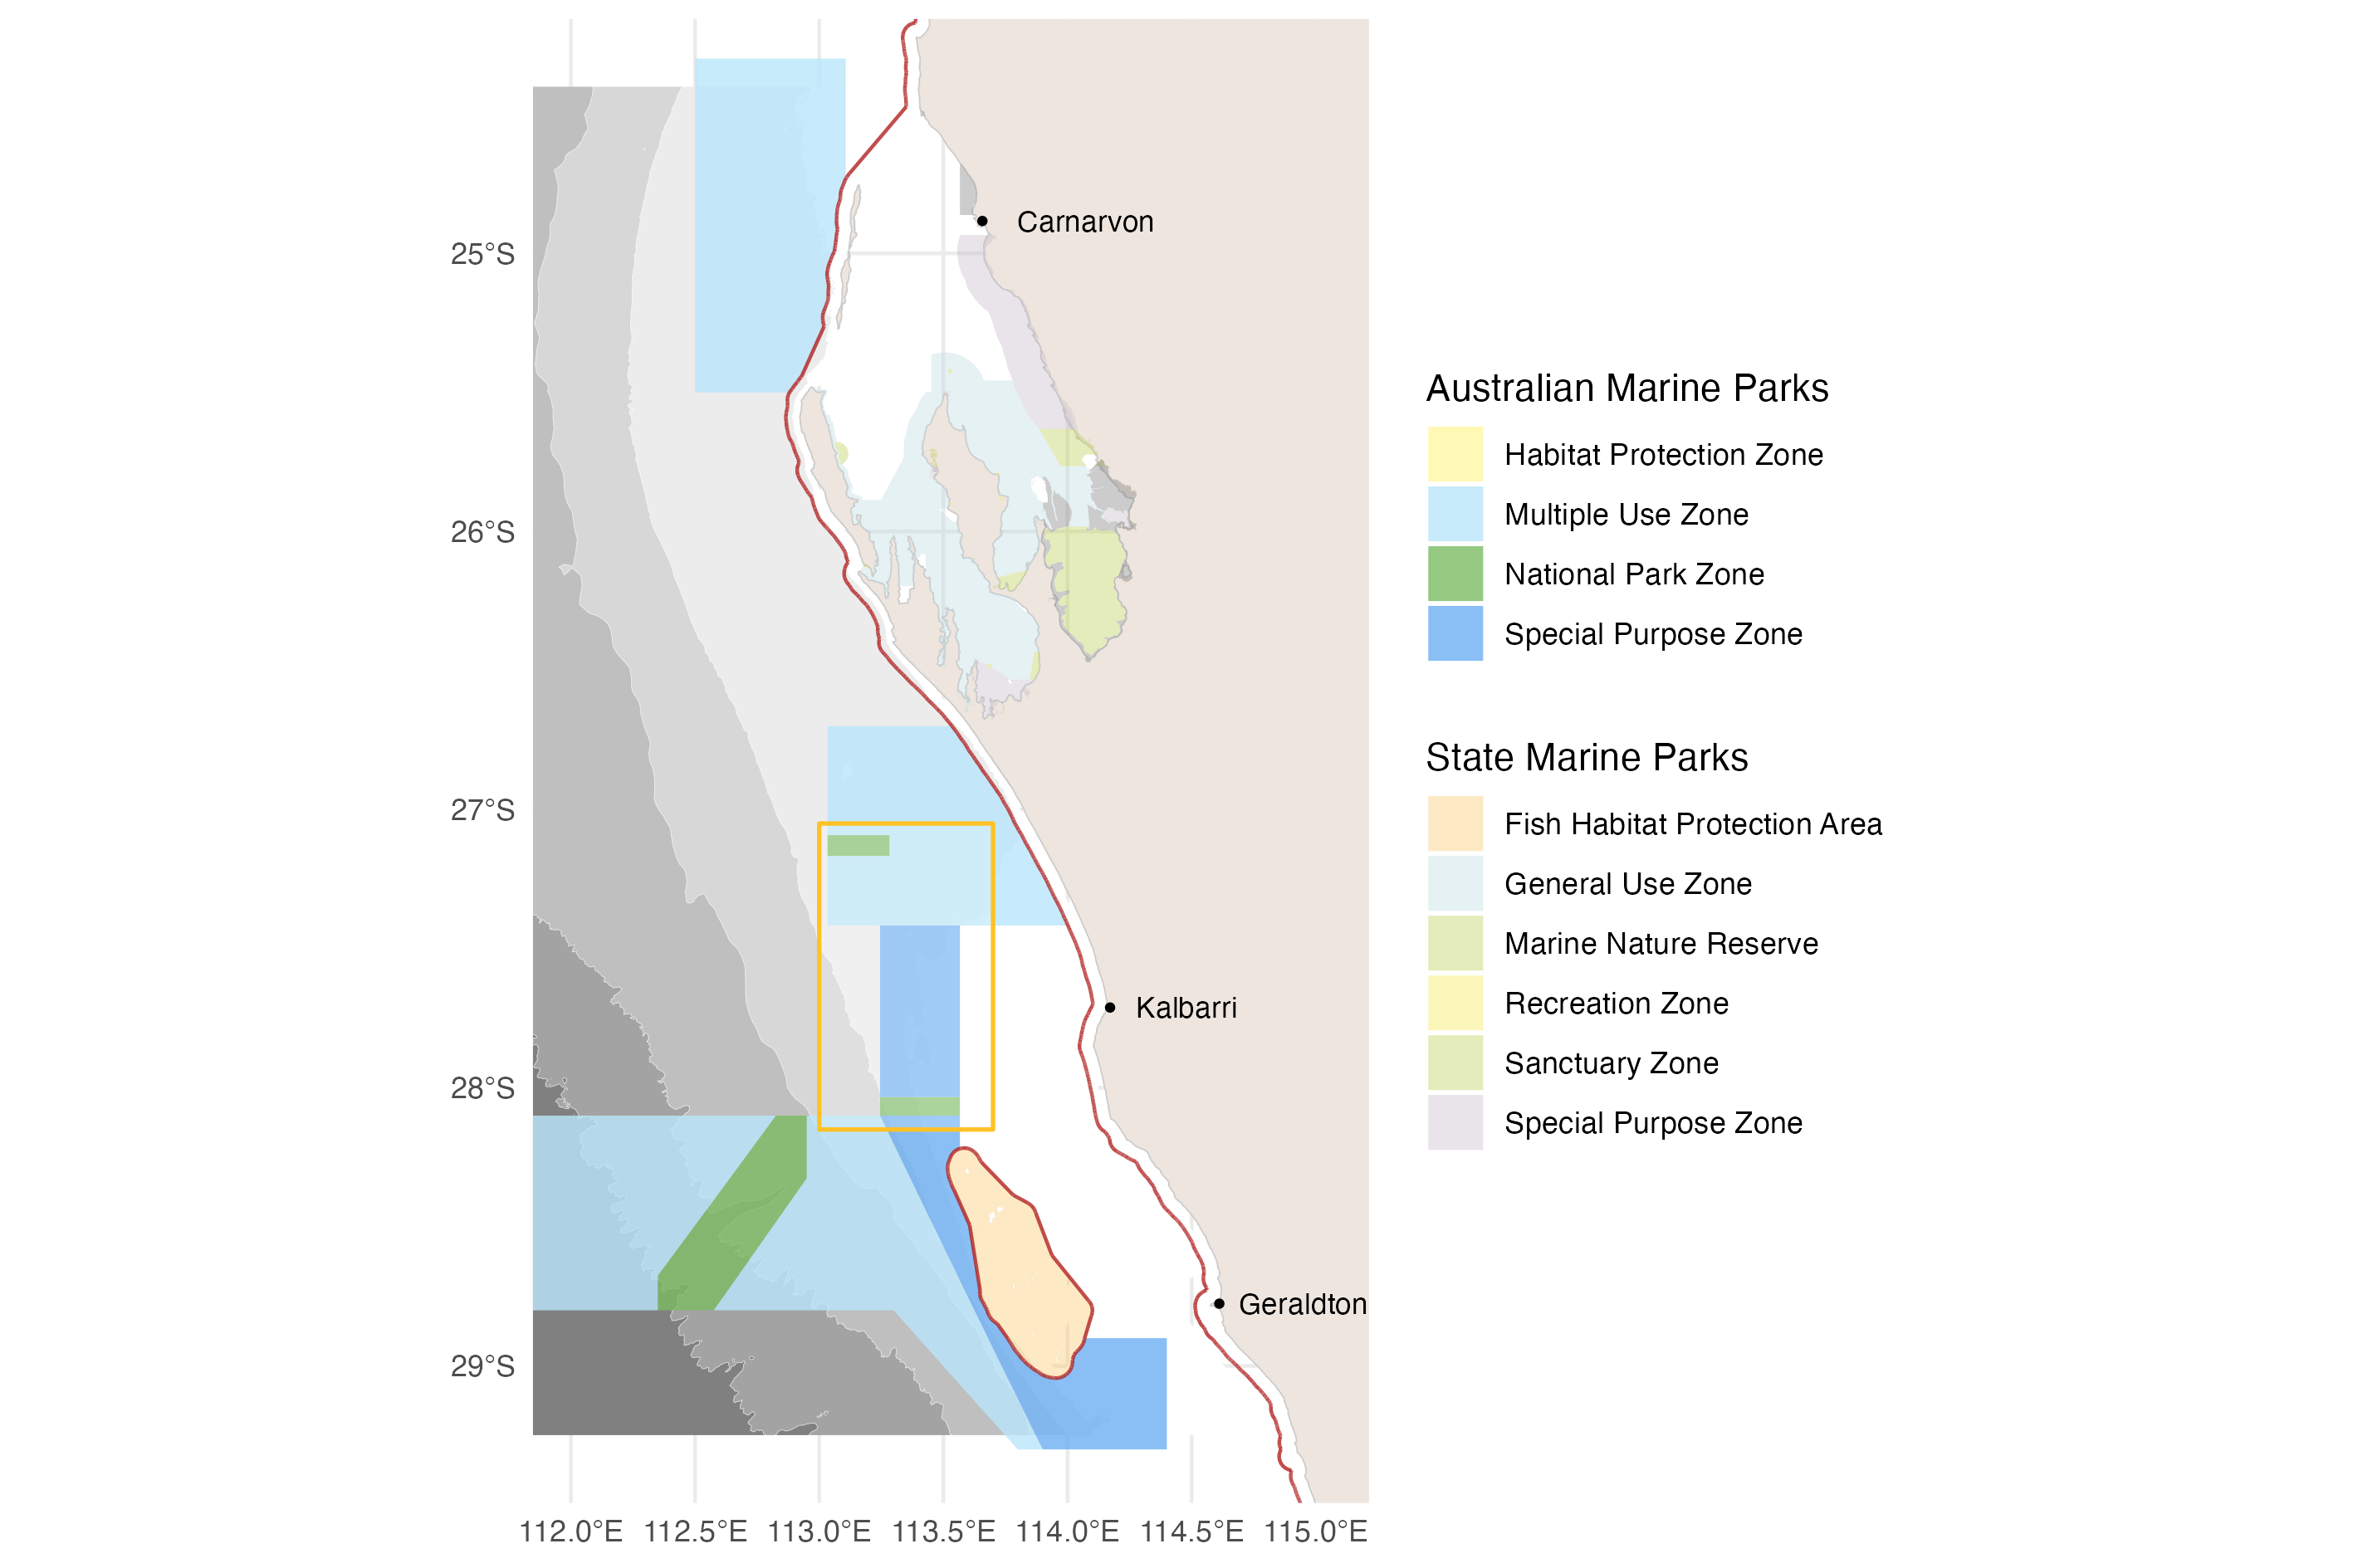 Carnarvon
25°S
26°S
27°S
Kalbarri
28°S
Geraldton
29°S
112.0°E 112.5°E 113.0°E 113.5°E 114.0°E 114.5°E 115.0°E
Australian Marine Parks
Habitat Protection Zone
Multiple Use Zone
National Park Zone
Special Purpose Zone
State Marine Parks
Fish Habitat Protection Area
General Use Zone
Marine Nature Reserve
Recreation Zone
Sanctuary Zone
Special Purpose Zone